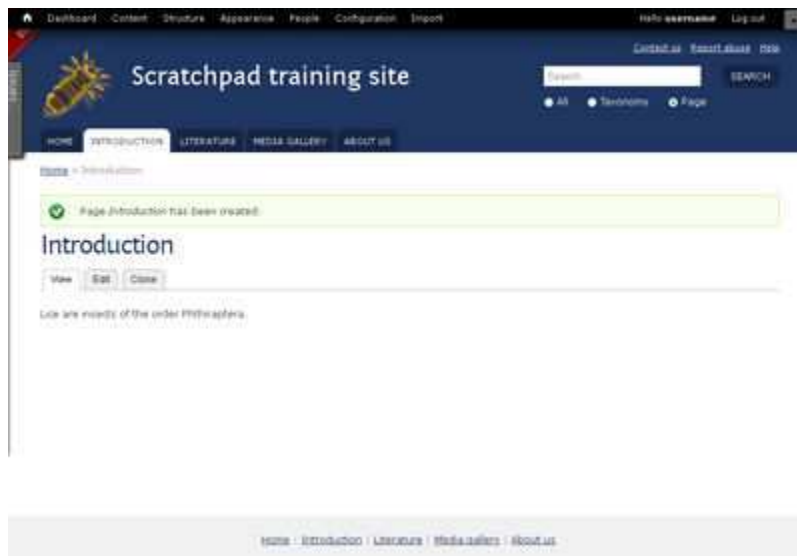 Dashboard Content Structure Appearance People Configuration Import Hello username Log out
Contact us Report abuse Help
Scratchpad training site
Search
SEARCH
All Taxonomy Page
HOME INTRODUCTION LITERATURE MEDIA GALLERY ABOUT US
Home » Introduction
Page Introduction has been created.
Introduction
View Edit Clone
Lice are insects of the order Phthiraptera.
Home Introduction Literature Media gallery About us